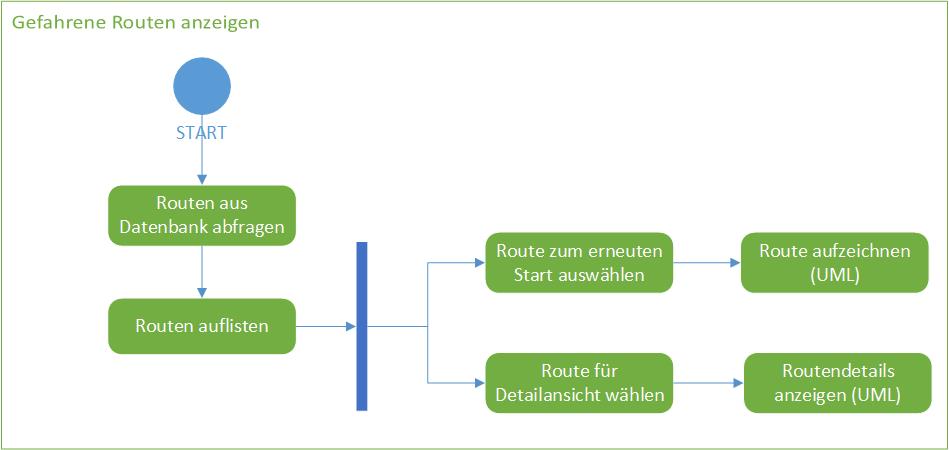 Gefahrene Routen anzeigen
START
Routen aus
Datenbank abfragen
Routen auflisten
Route zum erneuten
Start auswählen
Route aufzeichnen
(UML)
Route für
Detailansicht wählen
Routendetails
anzeigen (UML)